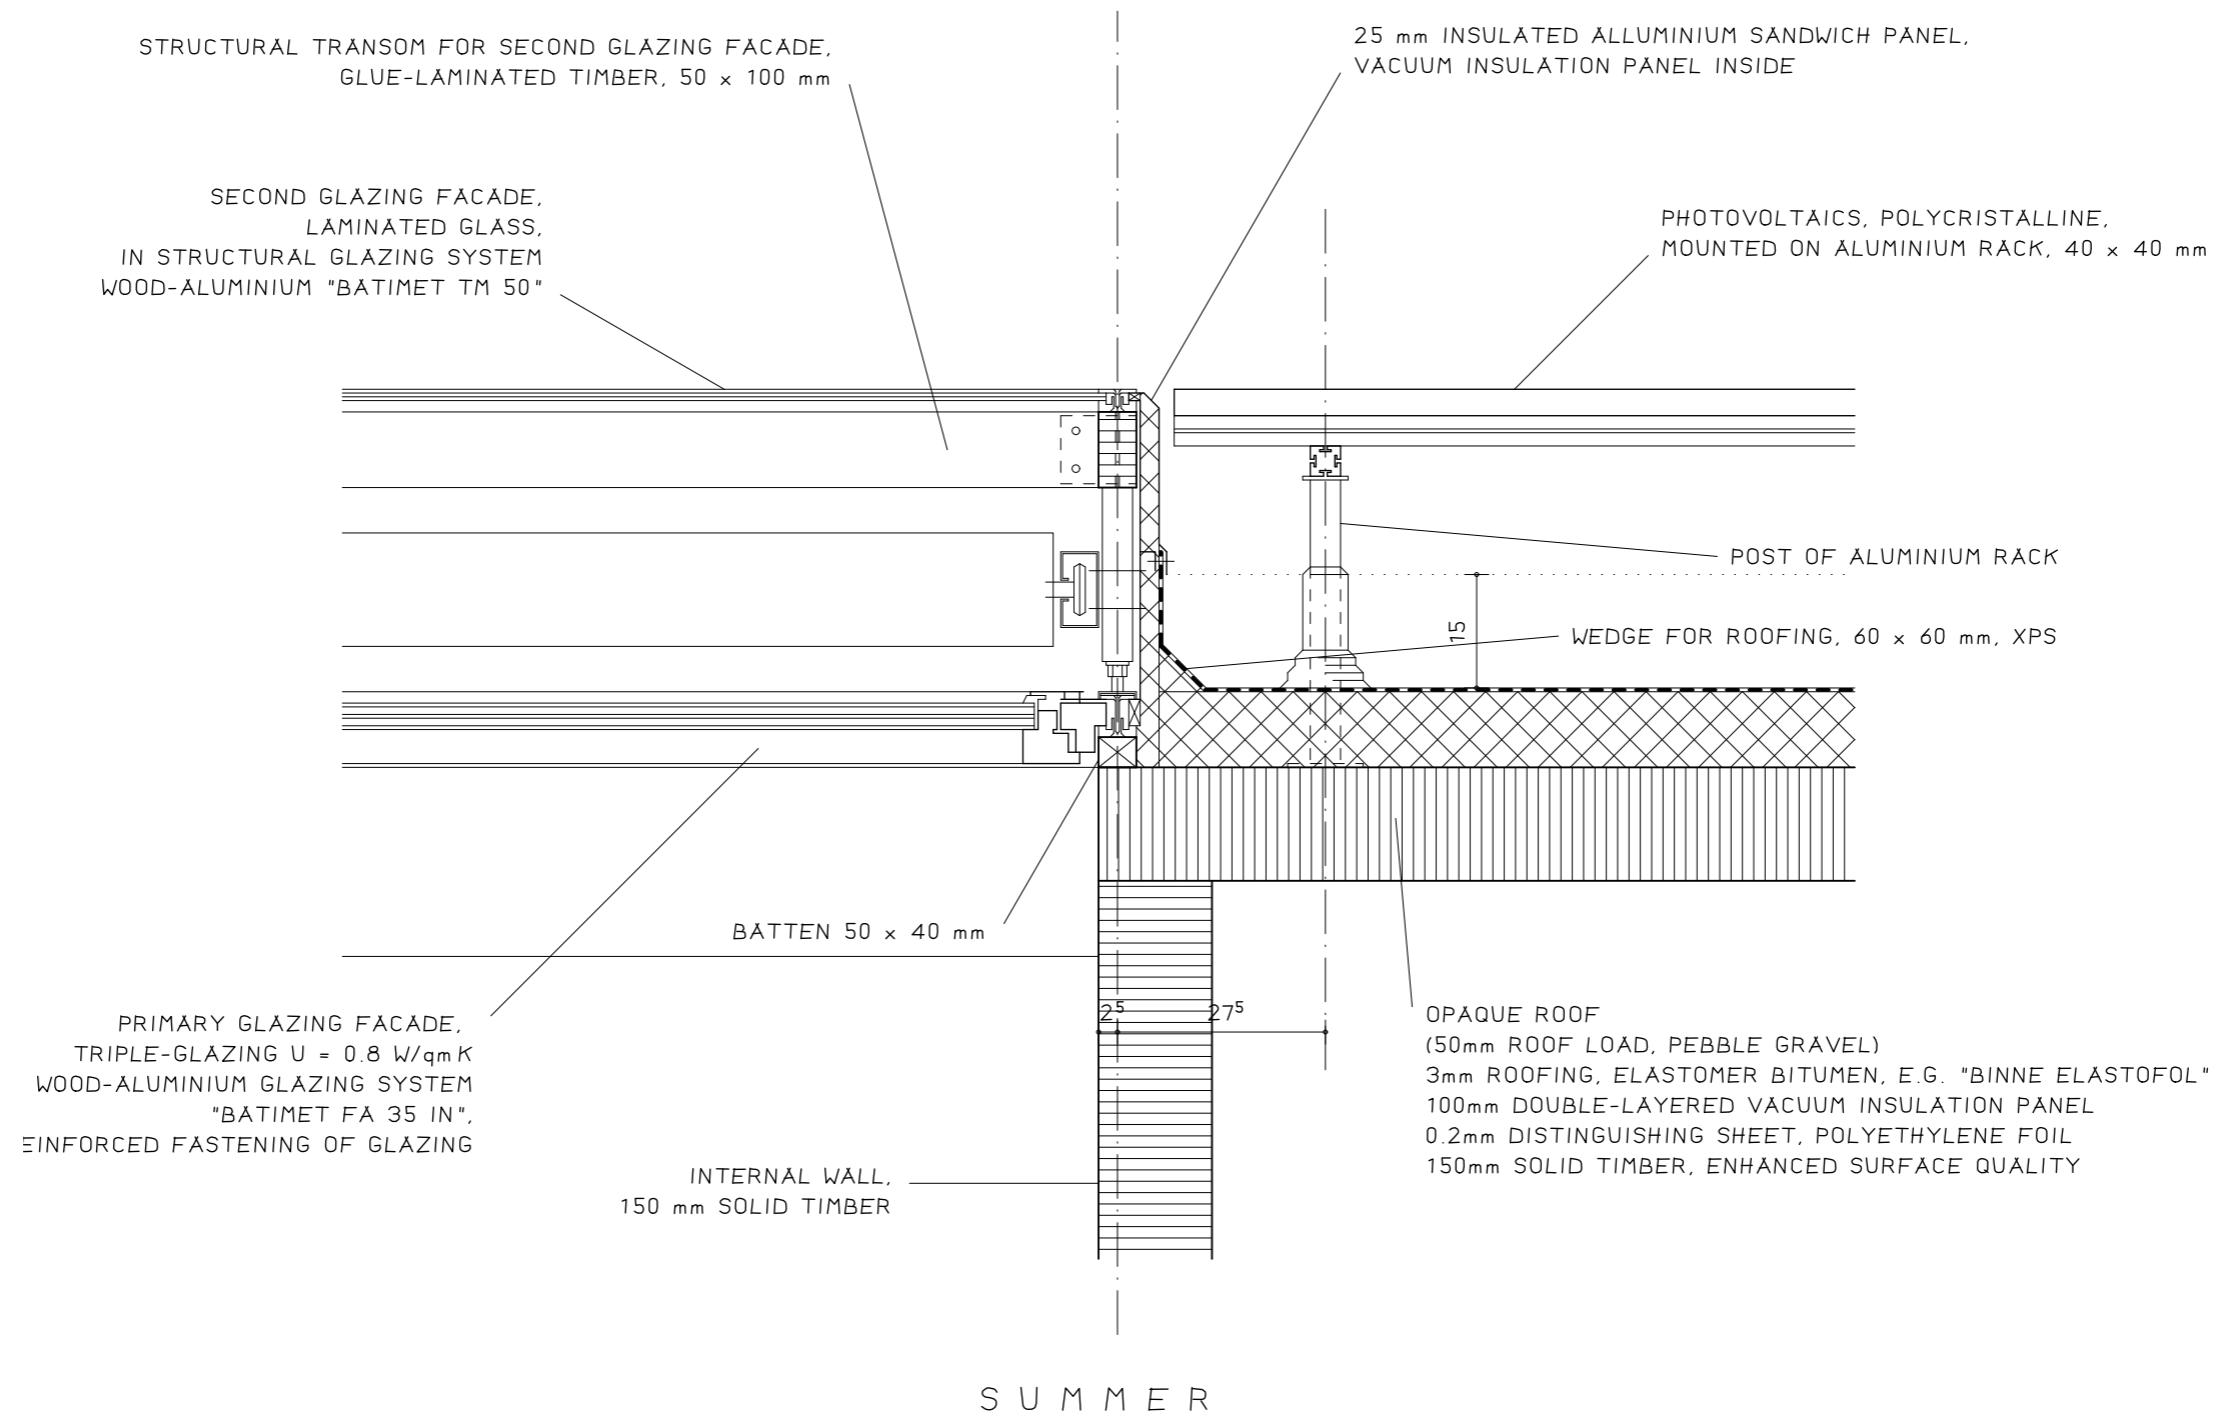 STRUCTURAL TRANSOM FOR SECOND GLAZING FACADE,
GLUE-LAMINATED TIMBER, 50 x 100 mm
25 mm INSULATED ALLUMINIUM SANDWICH PANEL,
VACUUM INSULATION PANEL INSIDE
SECOND GLAZING FACADE,
LAMINATED GLASS,
IN STRUCTURAL GLAZING SYSTEM
WOOD-ALUMINIUM "BATIMET TM 50"
PHOTOVOLTAICS, POLYCRISTALLINE,
MOUNTED ON ALUMINIUM RACK, 40 x 40 mm
POST OF ALUMINIUM RACK
15
WEDGE FOR ROOFING, 60 x 60 mm, XPS
BATTEN 50 x 40 mm
2⁵
27⁵
PRIMARY GLAZING FACADE,
TRIPLE-GLAZING U = 0.8 W/qmK
WOOD-ALUMINIUM GLAZING SYSTEM
"BATIMET FA 35 IN",
EINFORCED FASTENING OF GLAZING
OPAQUE ROOF
(50mm ROOF LOAD, PEBBLE GRAVEL)
3mm ROOFING, ELASTOMER BITUMEN, E.G. "BINNE ELASTOFOL"
100mm DOUBLE-LAYERED VACUUM INSULATION PANEL
0.2mm DISTINGUISHING SHEET, POLYETHYLENE FOIL
150mm SOLID TIMBER, ENHANCED SURFACE QUALITY
INTERNAL WALL,
150 mm SOLID TIMBER
SUMMER